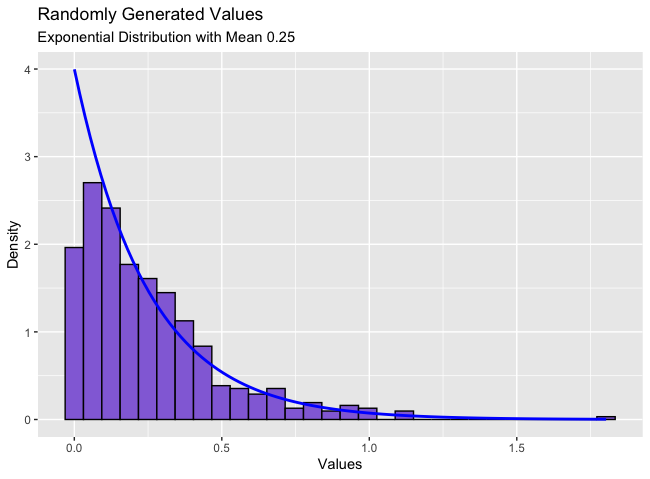 Randomly Generated Values
Exponential Distribution with Mean 0.25
4
3
2
1
0
Density
0.0 0.5 1.0 1.5
Values